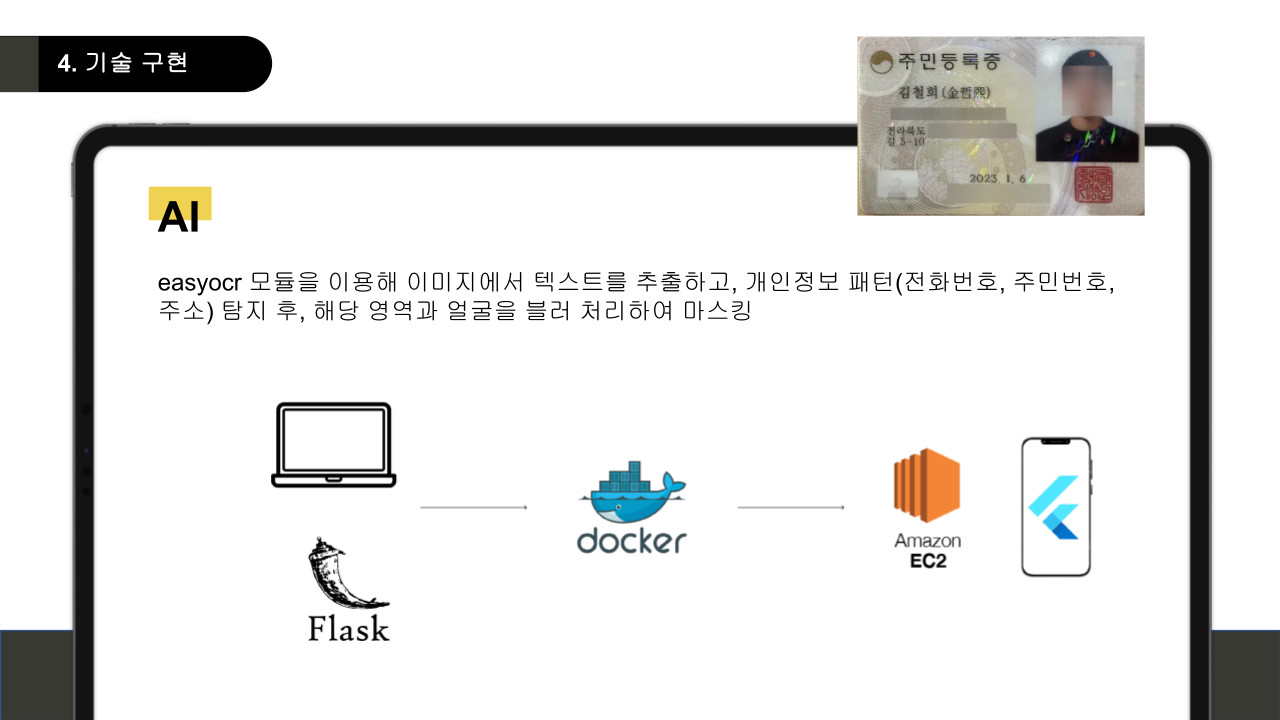 4. 기술 구현
주민등록증
김철희(金哲熙)
전라북도
길 5-10
2023. 1. 6
AI
easyocr 모듈을 이용해 이미지에서 텍스트를 추출하고, 개인정보 패턴(전화번호, 주민번호,
주소) 탐지 후, 해당 영역과 얼굴을 블러 처리하여 마스킹
docker
Amazon
EC2
Flask